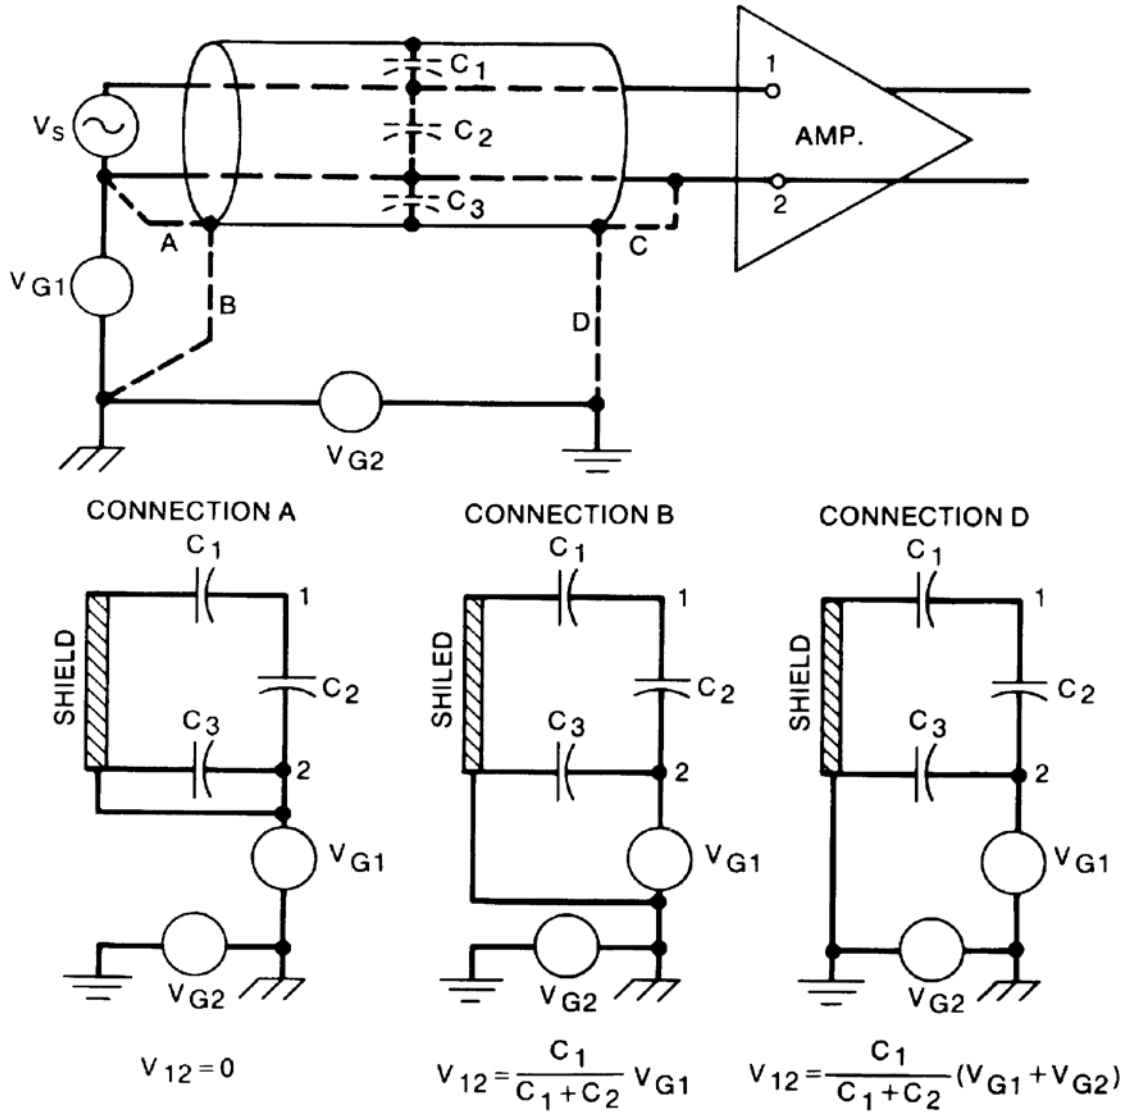 C1
1
VS
C2
AMP.
C3
2
A
C
VG1
B
D
VG2
CONNECTION A
CONNECTION B
CONNECTION D
C1
C1
C1
1
1
1
SHIELD
SHILED
SHIELD
C2
C2
C2
C3
C3
C3
2
2
2
VG1
VG1
VG1
VG2
VG2
VG2
V12=0
V12= C1/C1+C2 VG1
V12= C1/C1+C2 (VG1+VG2)